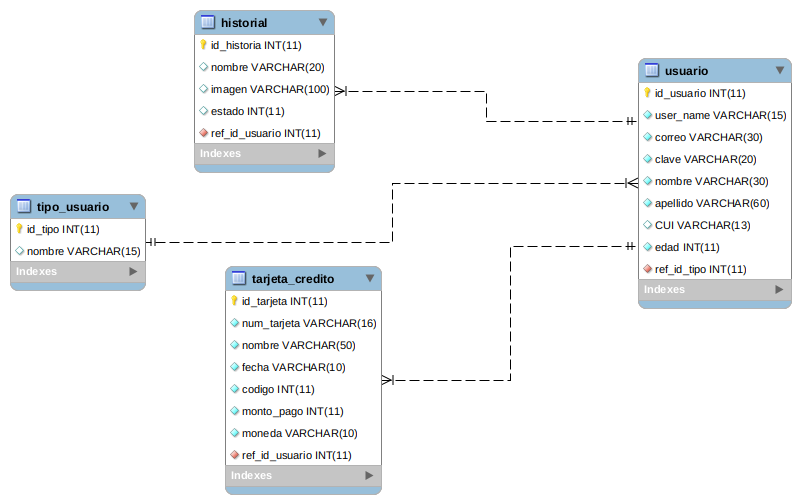 historial
id_historia INT(11)
nombre VARCHAR(20)
imagen VARCHAR(100)
estado INT(11)
ref_id_usuario INT(11)
Indexes
usuario
id_usuario INT(11)
user_name VARCHAR(15)
correo VARCHAR(30)
clave VARCHAR(20)
nombre VARCHAR(30)
apellido VARCHAR(60)
CUI VARCHAR(13)
edad INT(11)
ref_id_tipo INT(11)
Indexes
tipo_usuario
id_tipo INT(11)
nombre VARCHAR(15)
Indexes
tarjeta_credito
id_tarjeta INT(11)
num_tarjeta VARCHAR(16)
nombre VARCHAR(50)
fecha VARCHAR(10)
codigo INT(11)
monto_pago INT(11)
moneda VARCHAR(10)
ref_id_usuario INT(11)
Indexes